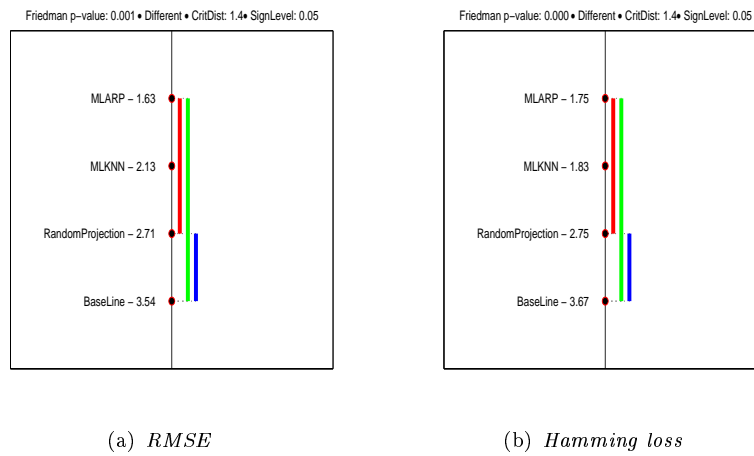 Friedman p−value: 0.001 • Different • CritDist: 1.4• SignLevel: 0.05
MLARP − 1.63
MLKNN − 2.13
RandomProjection − 2.71
BaseLine − 3.54
(a) RMSE
Friedman p−value: 0.000 • Different • CritDist: 1.4• SignLevel: 0.05
MLARP − 1.75
MLKNN − 1.83
RandomProjection − 2.75
BaseLine − 3.67
(b) Hamming loss